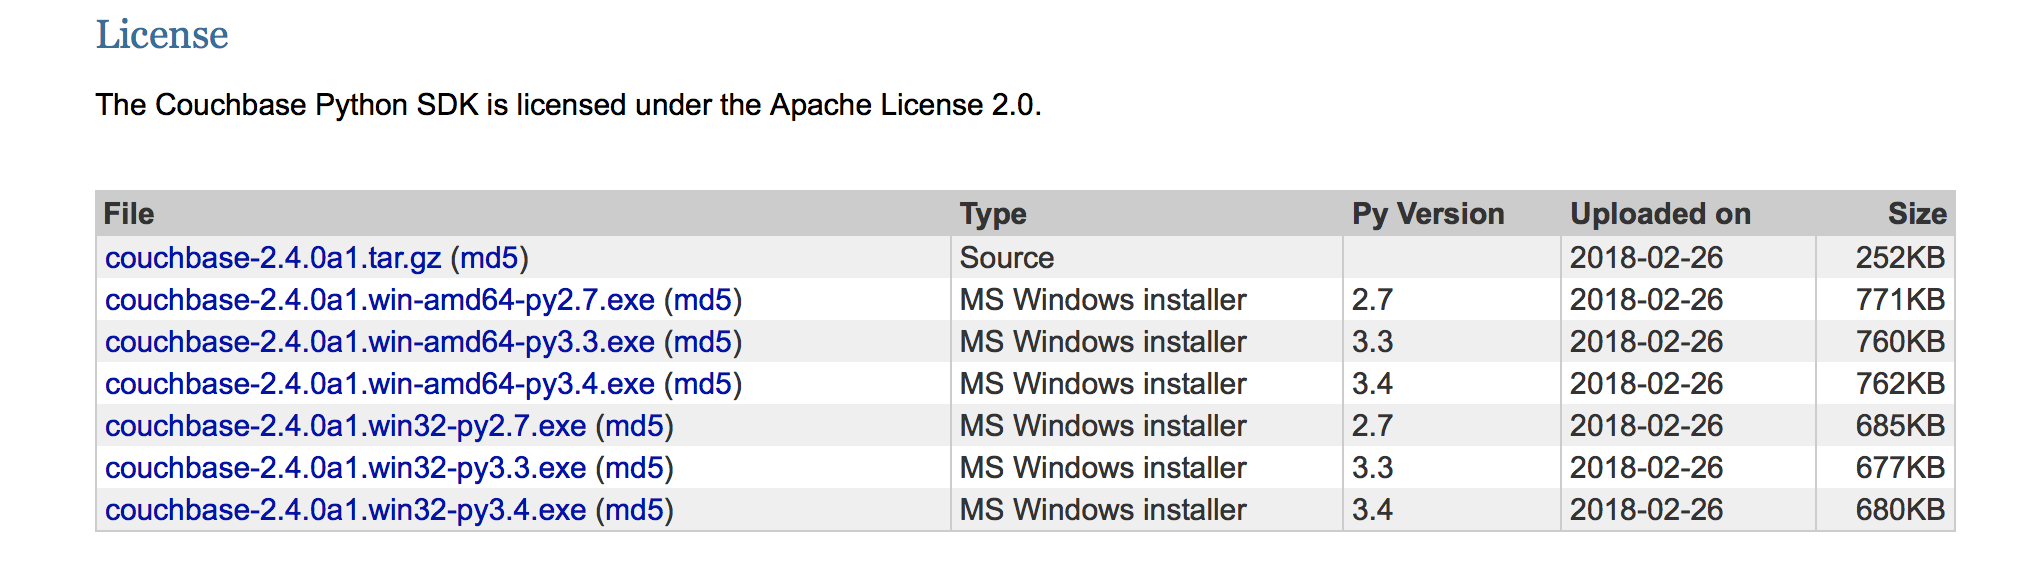 License
The Couchbase Python SDK is licensed under the Apache License 2.0.
File Type Py Version Uploaded on Size
couchbase-2.4.0a1.tar.gz (md5) Source 2018-02-26 252KB
couchbase-2.4.0a1.win-amd64-py2.7.exe (md5) MS Windows installer 2.7 2018-02-26 771KB
couchbase-2.4.0a1.win-amd64-py3.3.exe (md5) MS Windows installer 3.3 2018-02-26 760KB
couchbase-2.4.0a1.win-amd64-py3.4.exe (md5) MS Windows installer 3.4 2018-02-26 762KB
couchbase-2.4.0a1.win32-py2.7.exe (md5) MS Windows installer 2.7 2018-02-26 685KB
couchbase-2.4.0a1.win32-py3.3.exe (md5) MS Windows installer 3.3 2018-02-26 677KB
couchbase-2.4.0a1.win32-py3.4.exe (md5) MS Windows installer 3.4 2018-02-26 680KB